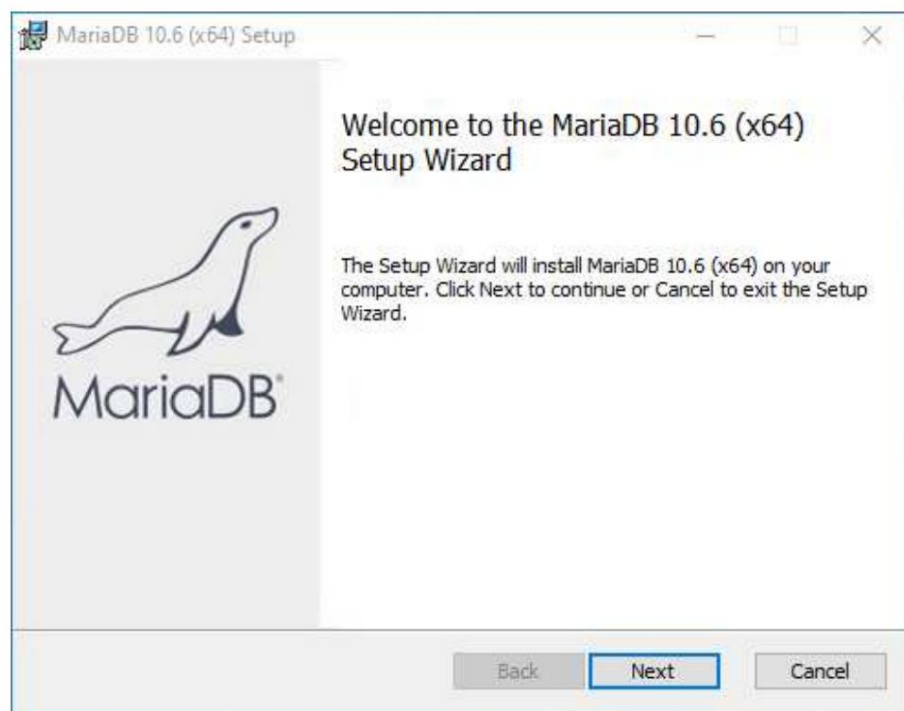 MariaDB 10.6 (x64) Setup
Welcome to the MariaDB 10.6 (x64)
Setup Wizard
The Setup Wizard will install MariaDB 10.6 (x64) on your
computer. Click Next to continue or Cancel to exit the Setup
Wizard.
MariaDB
Back Next Cancel